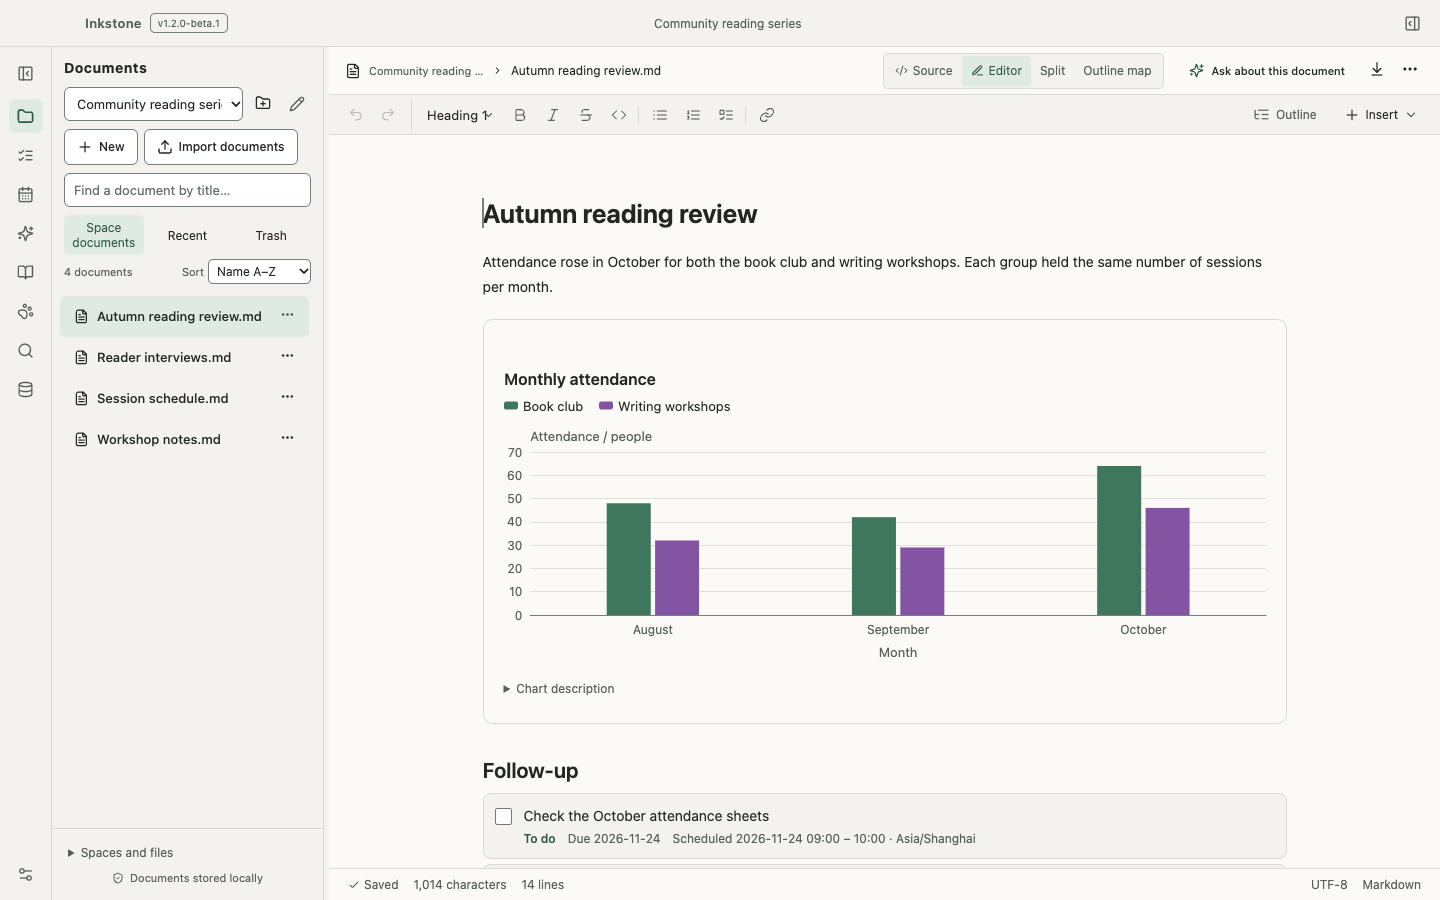 Inkstone
v1.2.0-beta.1
Community reading series
Documents
Community reading seri
New
Import documents
Find a document by title...
Space
documents
Recent
Trash
4 documents
Sort
Name A–Z
Autumn reading review.md
Reader interviews.md
Session schedule.md
Workshop notes.md
Spaces and files
Documents stored locally
Community reading ...
Autumn reading review.md
Source
Editor
Split
Outline map
Ask about this document
Heading 1
Outline
Insert
Autumn reading review
Attendance rose in October for both the book club and writing workshops. Each group held the same number of sessions
per month.
Monthly attendance
Book club
Writing workshops
Attendance / people
70
60
50
40
30
20
10
0
August
September
October
Month
Chart description
Follow-up
Check the October attendance sheets
To do Due 2026-11-24 Scheduled 2026-11-24 09:00 – 10:00 · Asia/Shanghai
Saved
1,014 characters
14 lines
UTF-8
Markdown